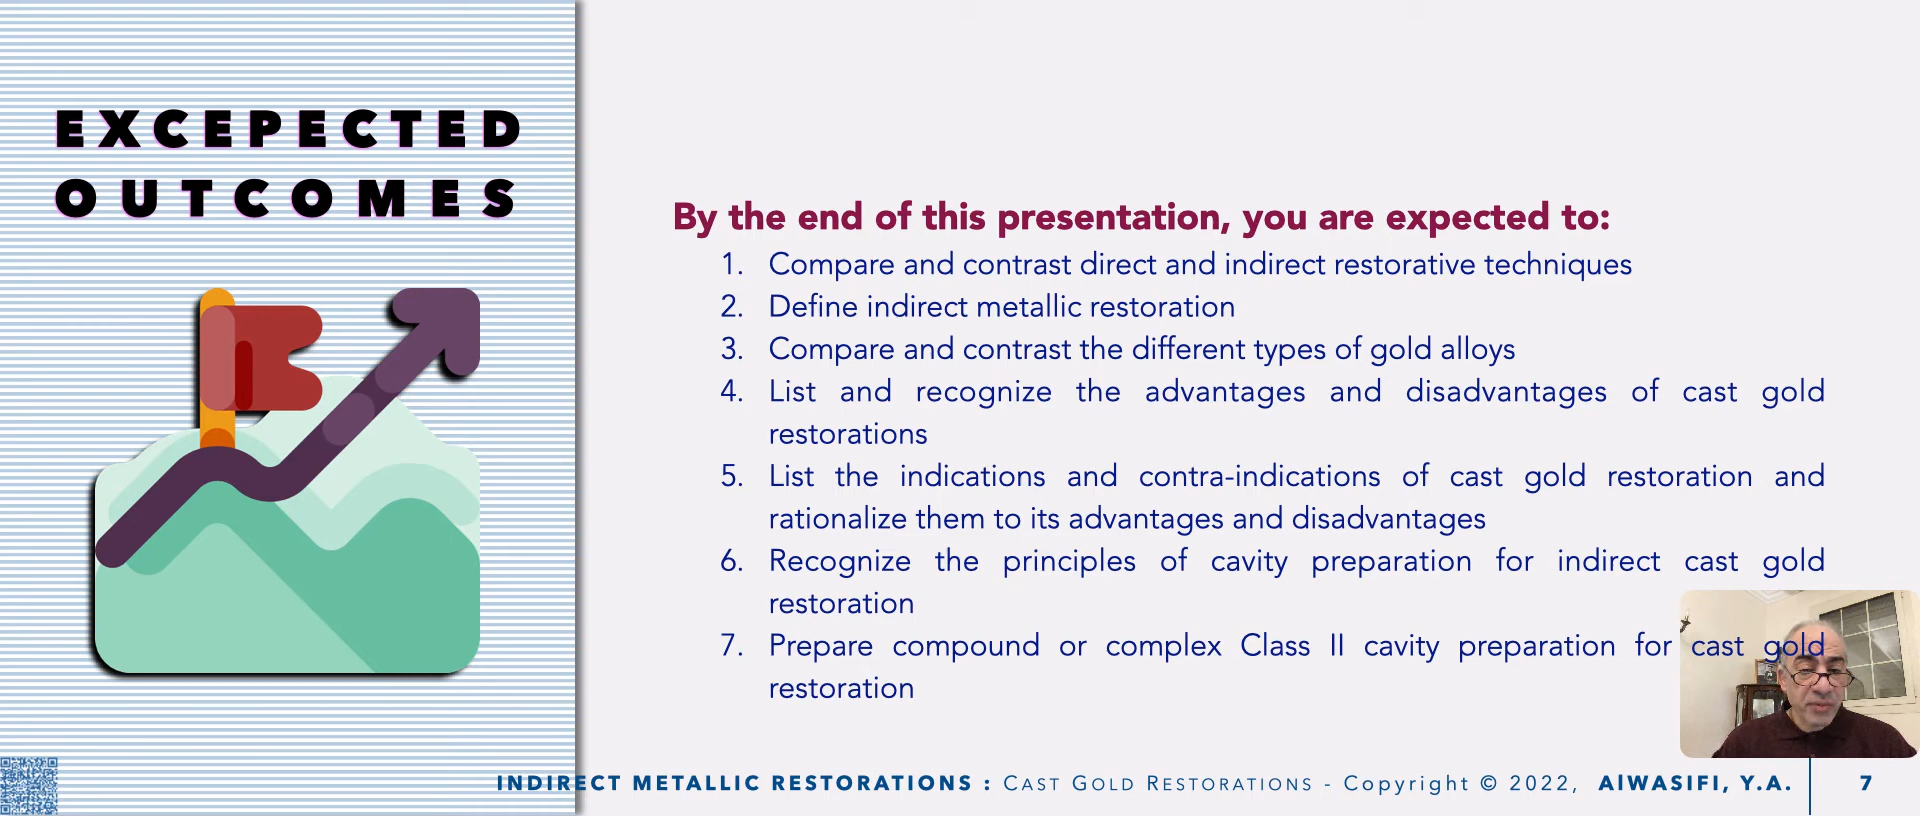 EXCEPECTED
OUTCOMES
By the end of this presentation, you are expected to:
1. Compare and contrast direct and indirect restorative techniques
2. Define indirect metallic restoration
3. Compare and contrast the different types of gold alloys
4. List and recognize the advantages and disadvantages of cast gold
restorations
5. List the indications and contra-indications of cast gold restoration and
rationalize them to its advantages and disadvantages
6. Recognize the principles of cavity preparation for indirect cast gold
restoration
7. Prepare compound or complex Class II cavity preparation for cast gold
restoration
INDIRECT METALLIC RESTORATIONS : CAST GOLD RESTORATIONS - Copyright © 2022, AlWASIFI, Y.A. 7